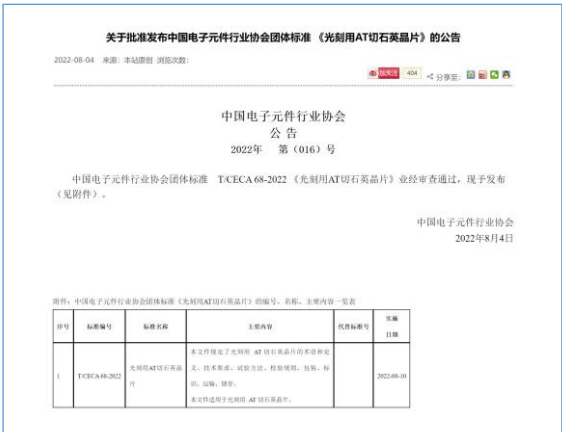 关于批准发布中国电子元件行业协会团体标准 《光刻用AT切石英晶片》的公告
2022-08-04 来源：本站原创 浏览次数：
加关注 404 分享至：
中国电子元件行业协会
公 告
2022年 第（016）号
中国电子元件行业协会团体标准 T/CECA 68-2022 《光刻用AT切石英晶片》业经审查通过，现予发布
（见附件）。
中国电子元件行业协会
2022年8月4日
附件：中国电子元件行业协会团体标准《光刻用AT切石英晶片》的编号、名称、主要内容一览表
序号 标准编号 标准名称 主要内容 代替标准号 实施
日期
1 T/CECA 68-2022 光刻用AT切石英晶
片
本文件规定了光刻用 AT 切石英晶片的术语和定
义、技术要求、试验方法、检验规则、包装、标
识、运输、储存。
本文件适用于光刻用 AT 切石英晶片。
2022-08-10